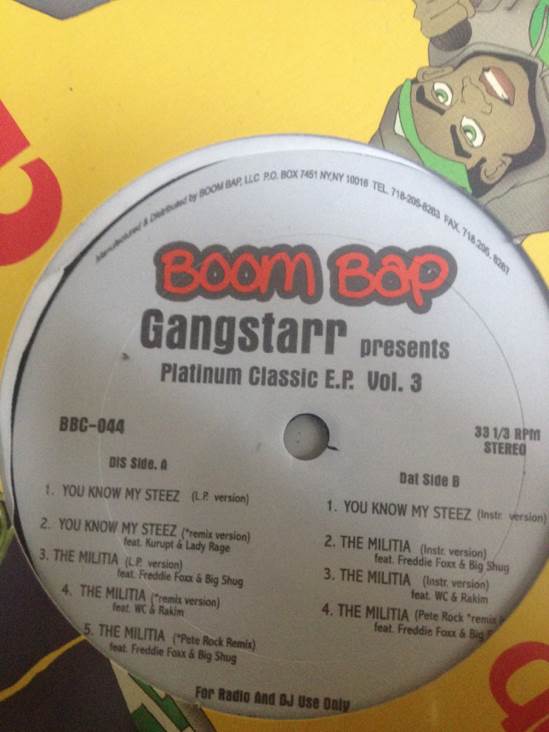 Manufactured & Distributed by BOOM BAP, LLC P.O. BOX 7451 NY,NY 10016 TEL. 718-205-8283 FAX. 718.205.8287
BOOM BAP
Gangstarr presents
Platinum Classic E.P. Vol. 3
BBC-044
33 1/3 RPM
STEREO
DIS Side. A
1. YOU KNOW MY STEEZ (L.P. version)
2. YOU KNOW MY STEEZ (*remix version)
feat. Kurupt & Lady Rage
3. THE MILITIA (L.P. version)
feat. Freddie Foxx & Big Shug
4. THE MILITIA (*remix version)
feat. WC & Rakim
5. THE MILITIA (*Pete Rock Remix)
feat. Freddie Foxx & Big Shug
Dat Side B
1. YOU KNOW MY STEEZ (Instr. version)
2. THE MILITIA (Instr. version)
feat. Freddie Foxx & Big Shug
3. THE MILITIA (Instr. version)
feat. WC & Rakim
4. THE MILITIA (Pete Rock *remix
feat. Freddie Foxx & Big
For Radio And DJ Use Only